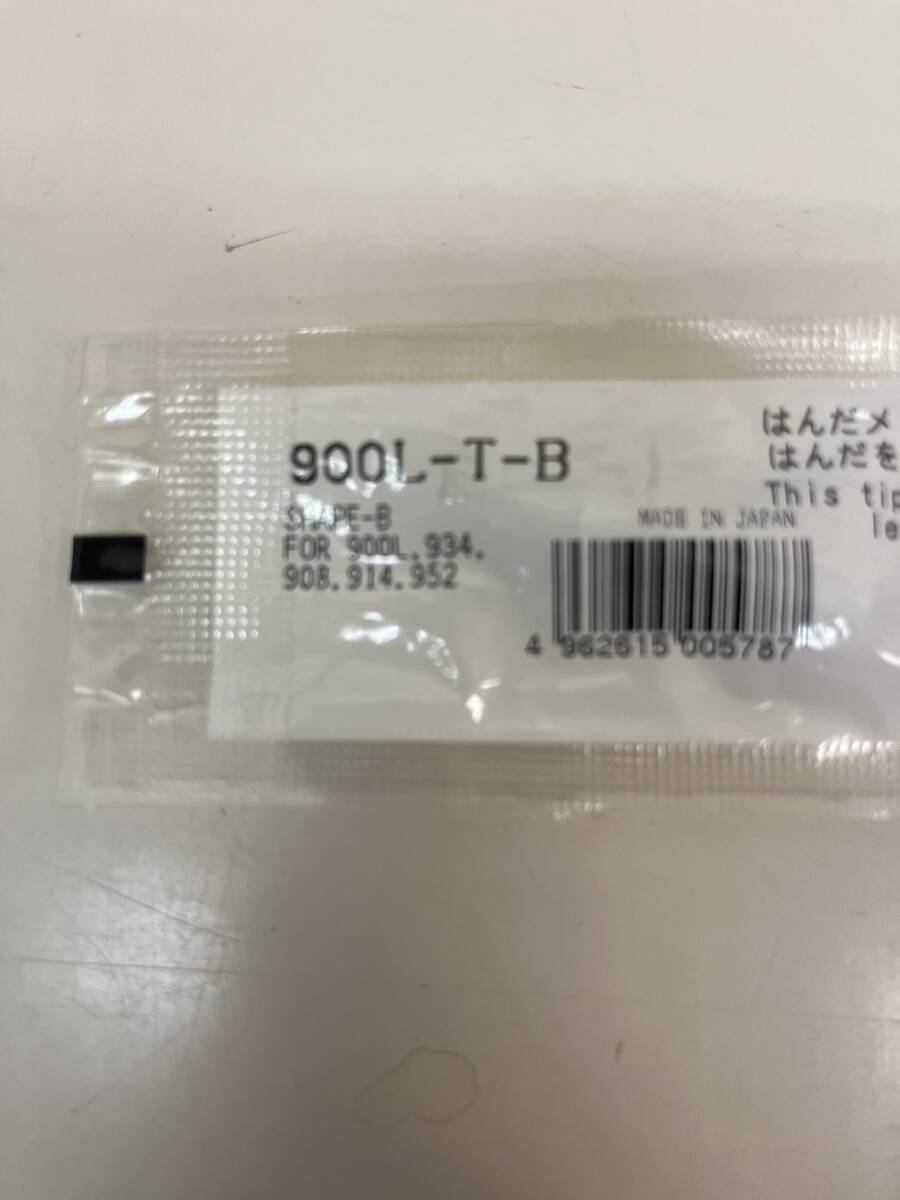 900L-T-B
SHAPE-B
FOR 900L.934.
908.914.952
MADE IN JAPAN
4 962615 005787
はんだメ
はんだを
This tip
le